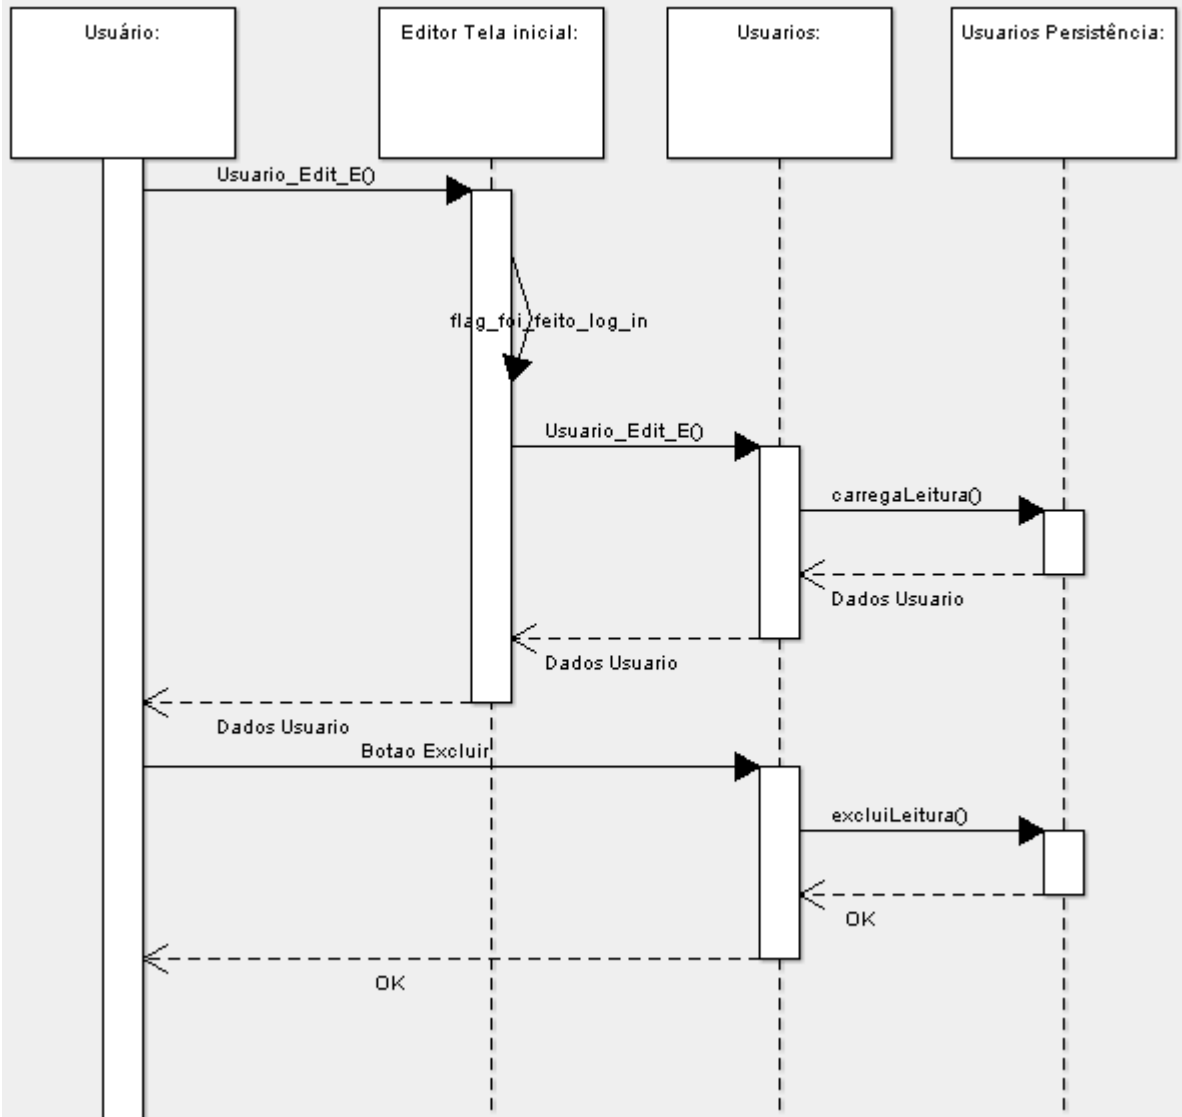 Usuário:
Editor Tela inicial:
Usuarios:
Usuarios Persistência:
Usuario_Edit_E()
flag_foi_feito_log_in
Usuario_Edit_E()
carregaLeitura()
Dados Usuario
Dados Usuario
Dados Usuario
Botao Excluir
excluiLeitura()
OK
OK